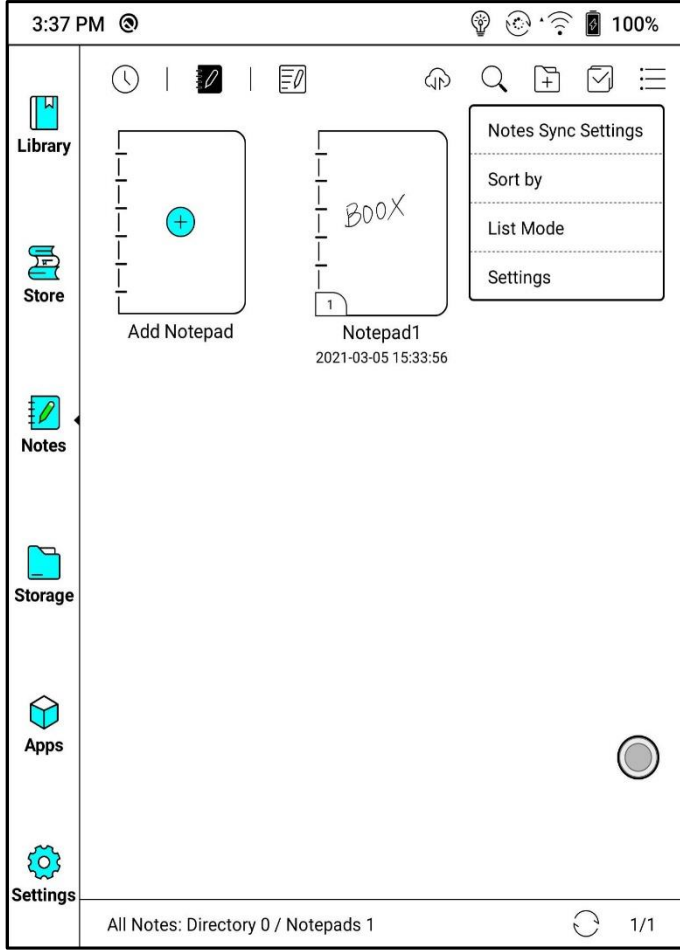 3:37 PM
100%
Notes Sync Settings
Sort by
List Mode
Settings
Library
Store
Notes
Storage
Apps
Settings
BOOX
1
Add Notepad
Notepad1
2021-03-05 15:33:56
All Notes: Directory 0 / Notepads 1
1/1